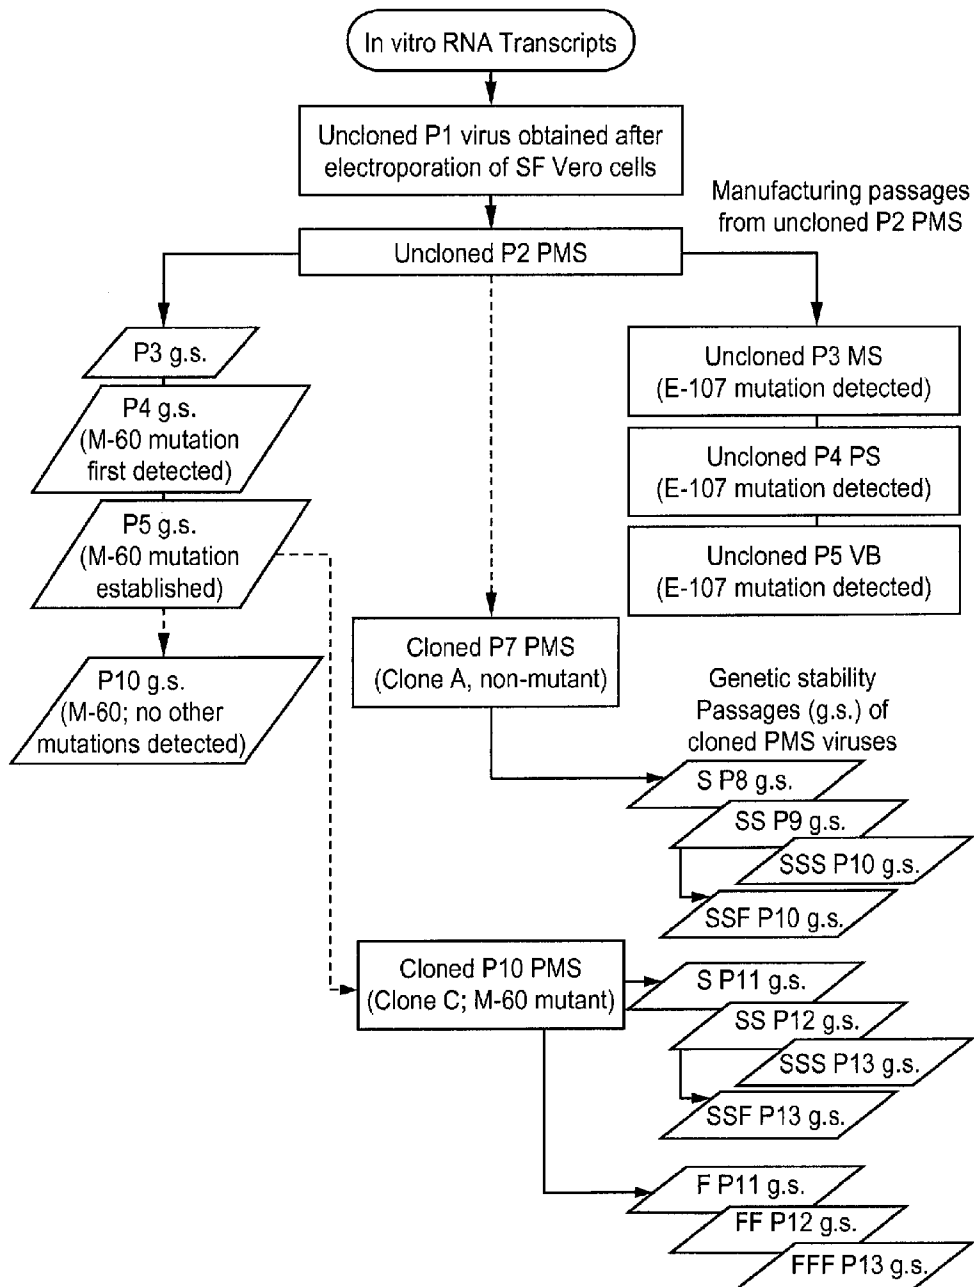 In vitro RNA Transcripts
Uncloned P1 virus obtained after
electroporation of SF Vero cells
Manufacturing passages
from uncloned P2 PMS
Uncloned P2 PMS
P3 g.s.
P4 g.s.
(M-60 mutation
first detected)
P5 g.s.
(M-60 mutation
established)
P10 g.s.
(M-60; no other
mutations detected)
Uncloned P3 MS
(E-107 mutation detected)
Uncloned P4 PS
(E-107 mutation detected)
Uncloned P5 VB
(E-107 mutation detected)
Cloned P7 PMS
(Clone A, non-mutant)
Genetic stability
Passages (g.s.) of
cloned PMS viruses
S P8 g.s.
SS P9 g.s.
SSS P10 g.s.
SSF P10 g.s.
Cloned P10 PMS
(Clone C; M-60 mutant)
S P11 g.s.
SS P12 g.s.
SSS P13 g.s.
SSF P13 g.s.
F P11 g.s.
FF P12 g.s.
FFF P13 g.s.